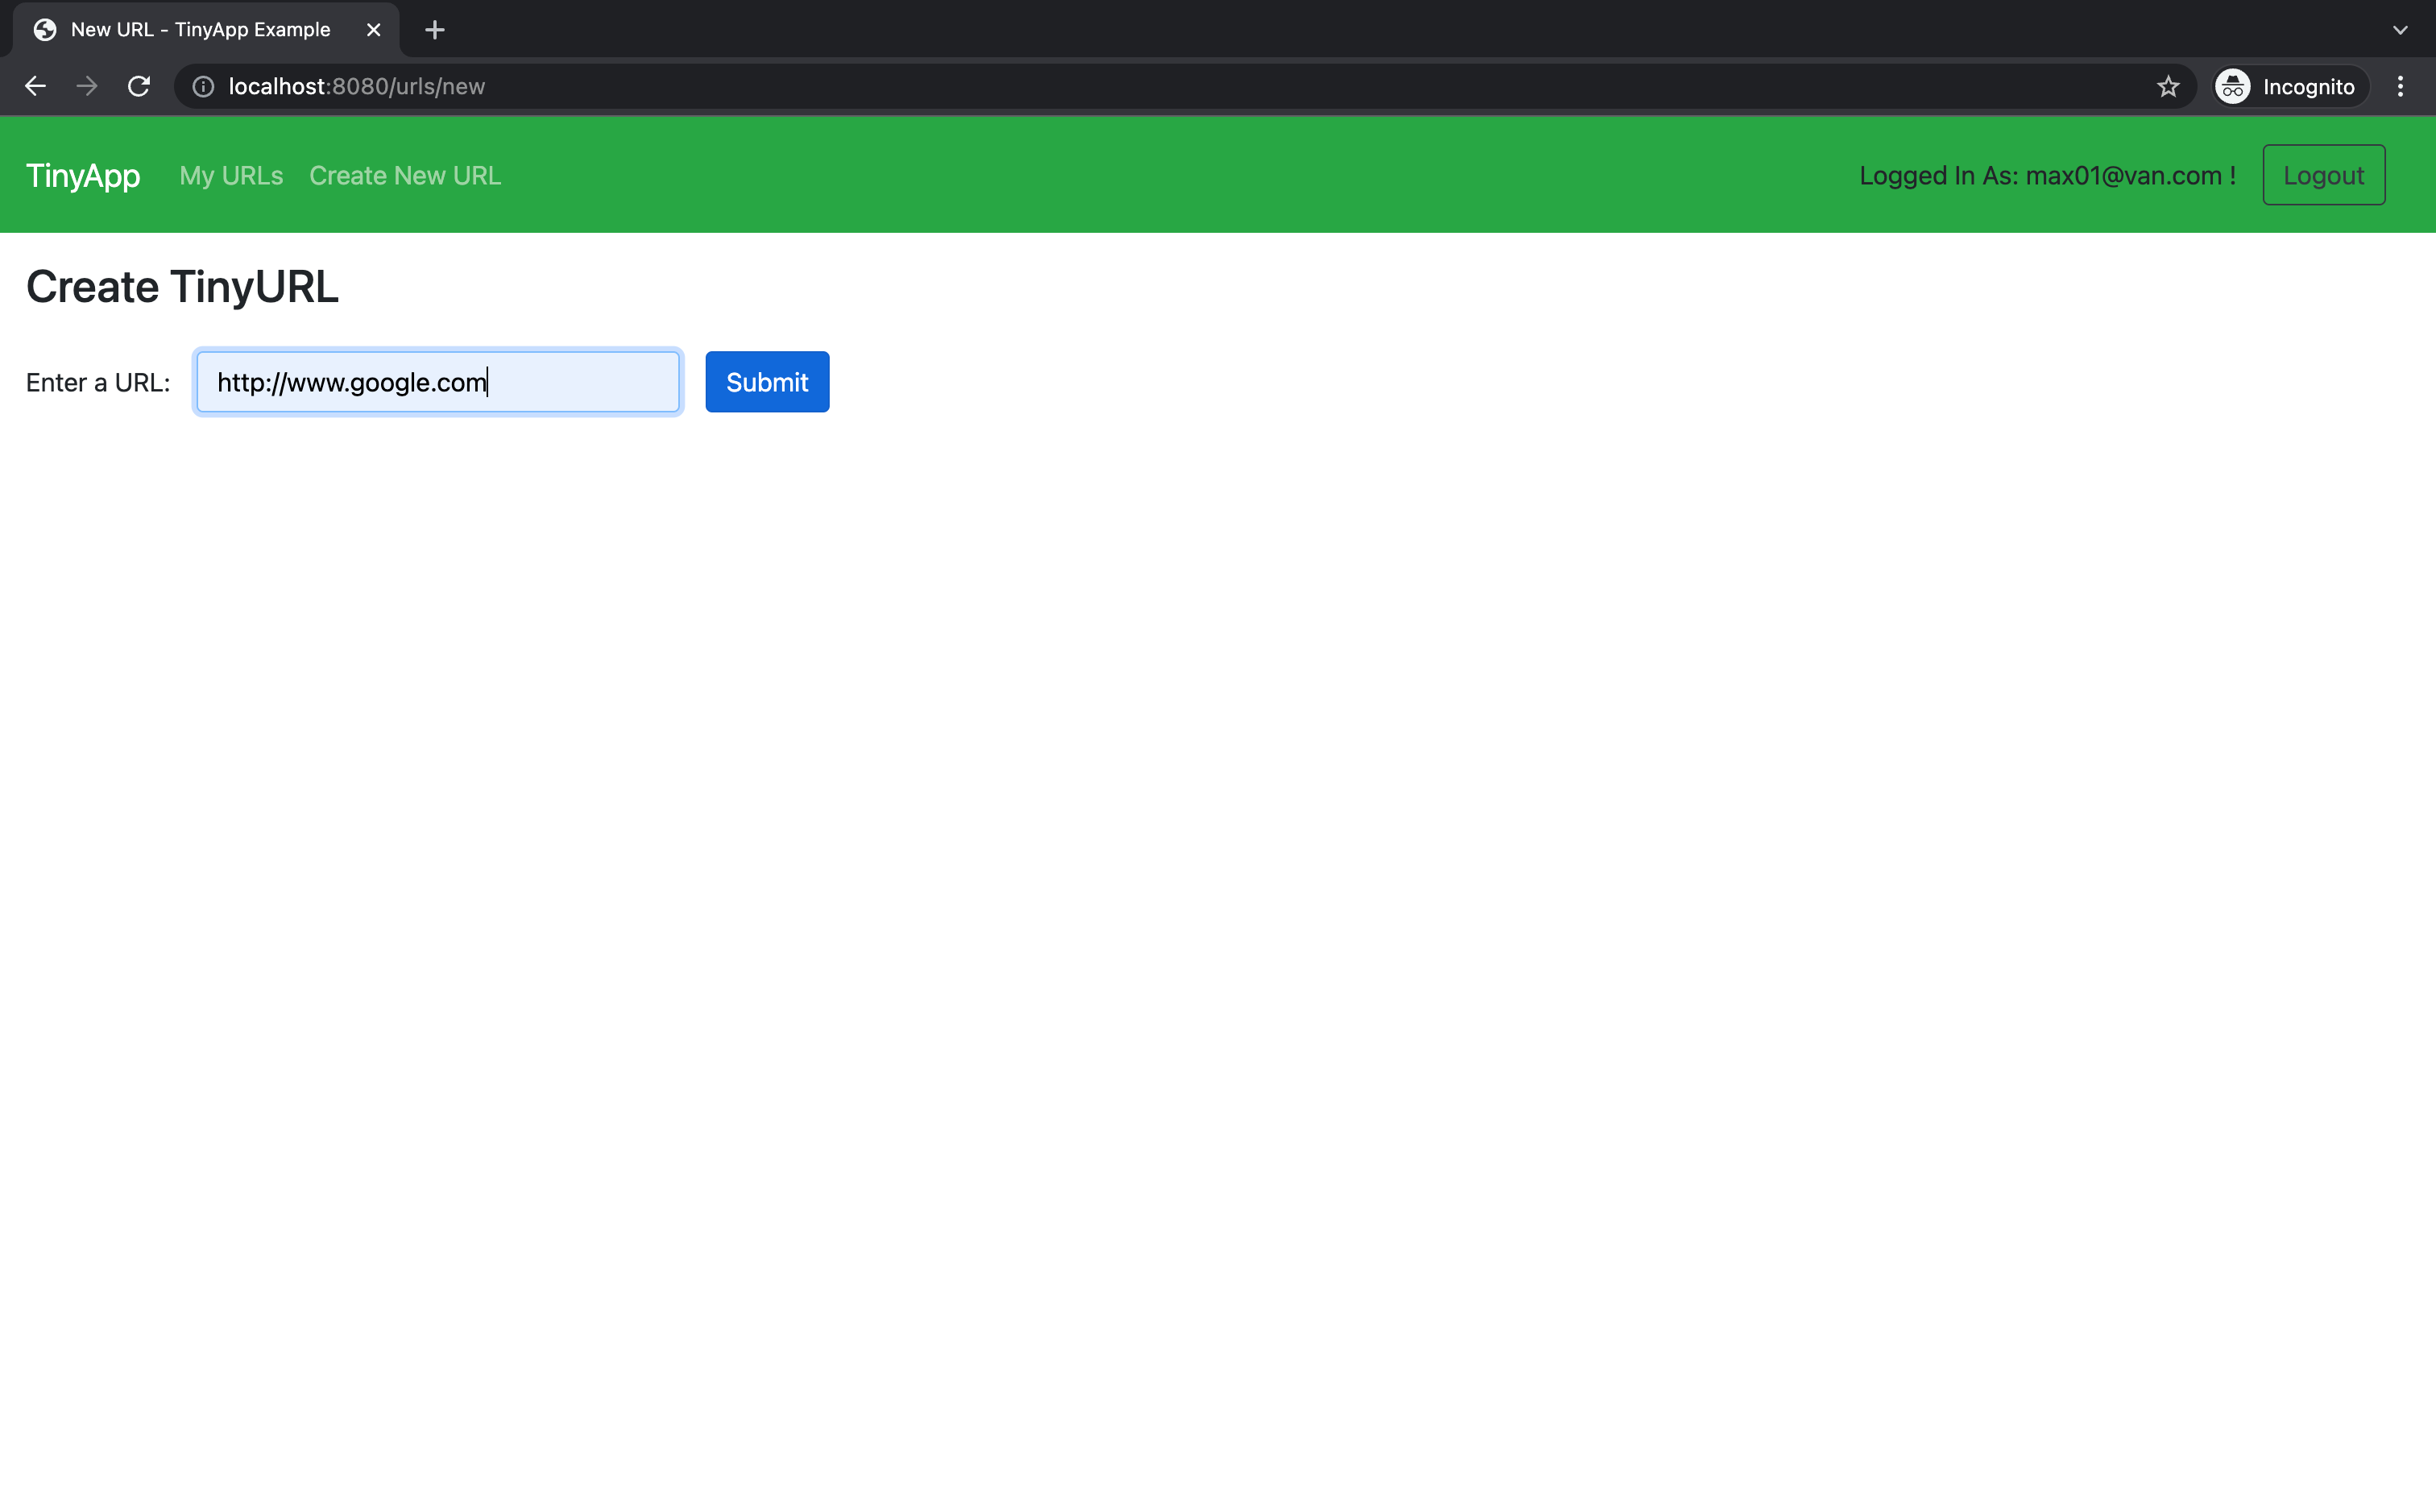 New URL - TinyApp Example
localhost:8080/urls/new
Incognito
TinyApp My URLs Create New URL Logged In As: max01@van.com ! Logout
Create TinyURL
Enter a URL: http://www.google.com Submit